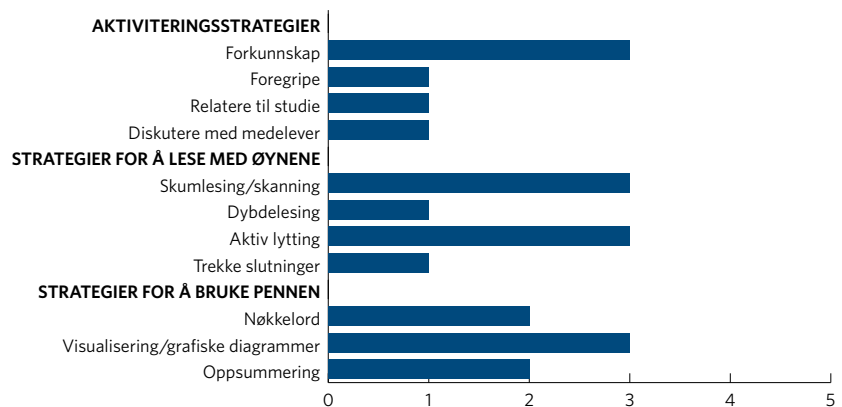 AKTIVITERINGSSTRATEGIER
Forkunnskap
Foregripe
Relatere til studie
Diskutere med medelever
STRATEGIER FOR Å LESE MED ØYNENE
Skumlesing/skanning
Dybdelesing
Aktiv lytting
Trekke slutninger
STRATEGIER FOR Å BRUKE PENNEN
Nøkkelord
Visualisering/grafiske diagrammer
Oppsummering
0 1 2 3 4 5